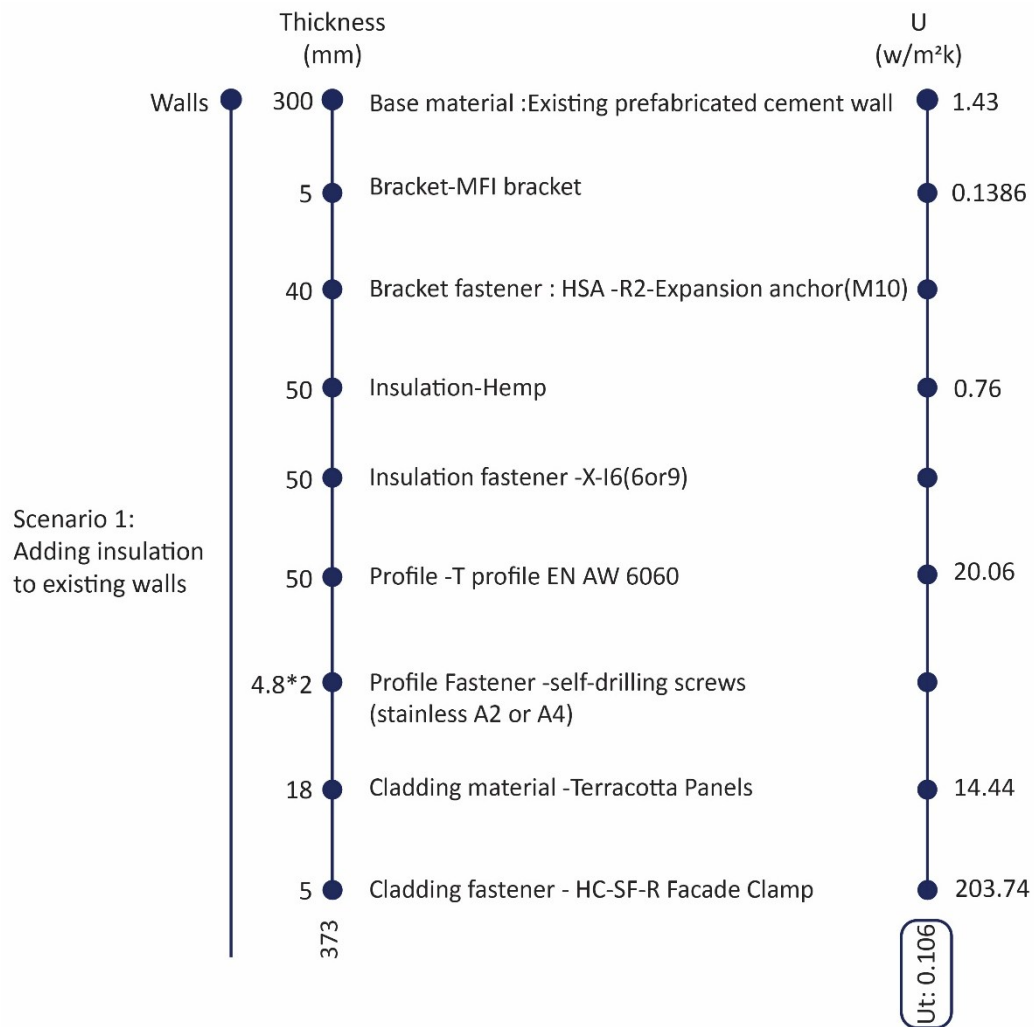 Thickness
(mm)
U
(w/m²k)
Walls 300 Base material :Existing prefabricated cement wall 1.43
5 Bracket-MFI bracket 0.1386
40 Bracket fastener : HSA -R2-Expansion anchor(M10)
50 Insulation-Hemp 0.76
50 Insulation fastener -X-I6(6or9)
Scenario 1:
Adding insulation
to existing walls
50 Profile -T profile EN AW 6060 20.06
4.8*2 Profile Fastener -self-drilling screws
(stainless A2 or A4)
18 Cladding material -Terracotta Panels 14.44
5 Cladding fastener - HC-SF-R Facade Clamp 203.74
373
Ut: 0.106